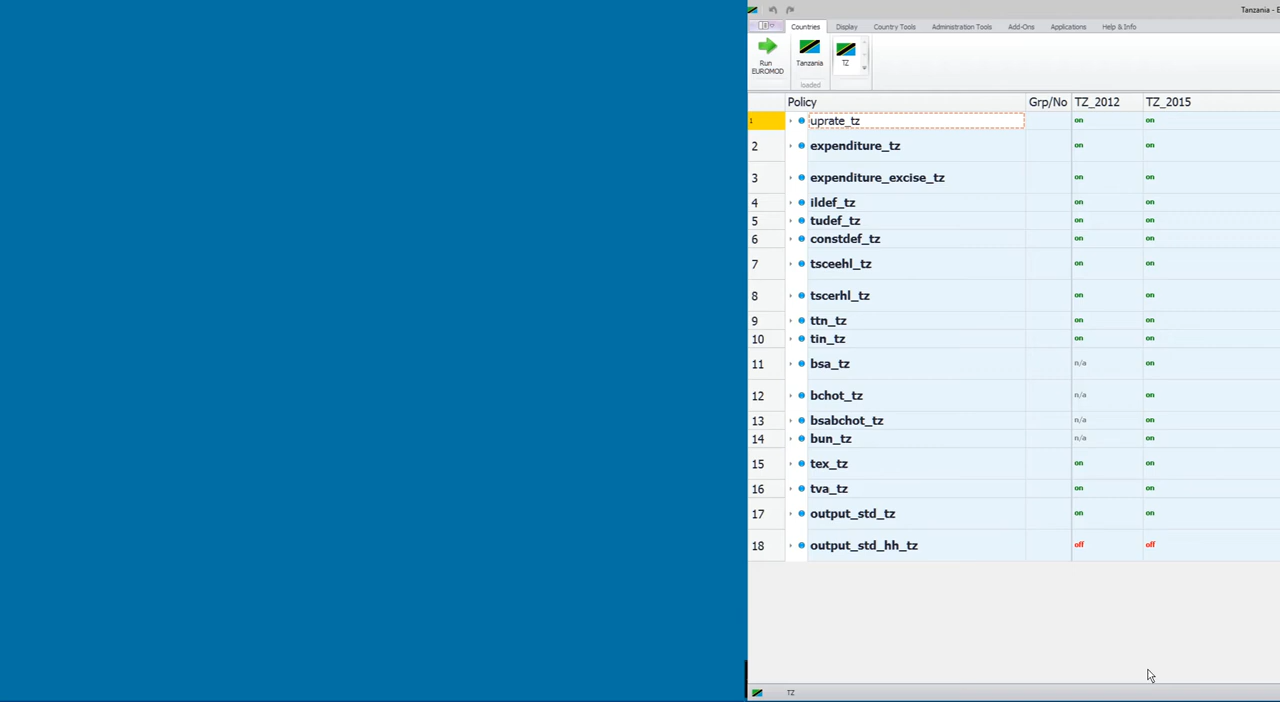 Tanzania - E
Countries Display Country Tools Administration Tools Add-Ons Applications Help & Info
Run EUROMOD
Tanzania
TZ
loaded
Policy Grp/No TZ_2012 TZ_2015
1 uprate_tz on on
2 expenditure_tz on on
3 expenditure_excise_tz on on
4 ildef_tz on on
5 tudef_tz on on
6 constdef_tz on on
7 tsceehl_tz on on
8 tscerhl_tz on on
9 ttn_tz on on
10 tin_tz on on
11 bsa_tz n/a on
12 bchot_tz n/a on
13 bsabchot_tz n/a on
14 bun_tz n/a on
15 tex_tz on on
16 tva_tz on on
17 output_std_tz on on
18 output_std_hh_tz off off
TZ